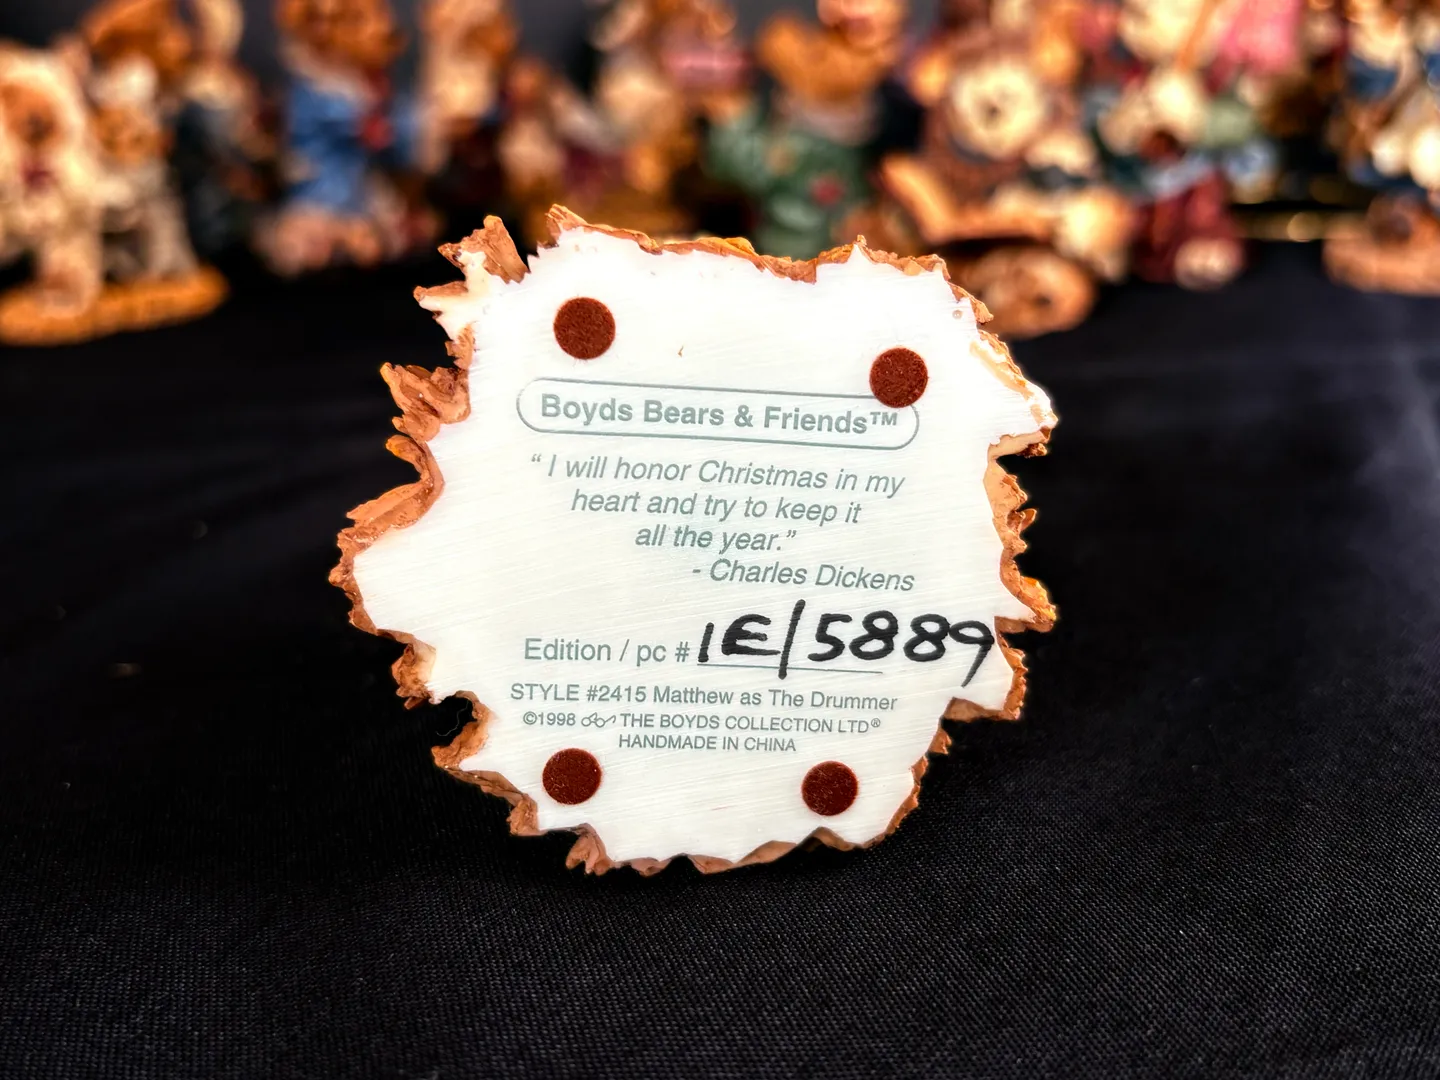 Boyds Bears & Friends™
“ I will honor Christmas in my
heart and try to keep it
all the year.”
- Charles Dickens
Edition / pc # 1E/5889
STYLE #2415 Matthew as The Drummer
©1998 THE BOYDS COLLECTION LTD®
HANDMADE IN CHINA